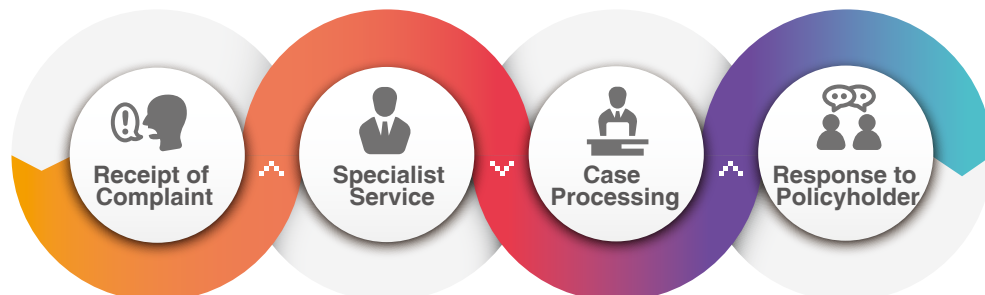 Receipt of
Complaint
Specialist
Service
Case
Processing
Response to
Policyholder